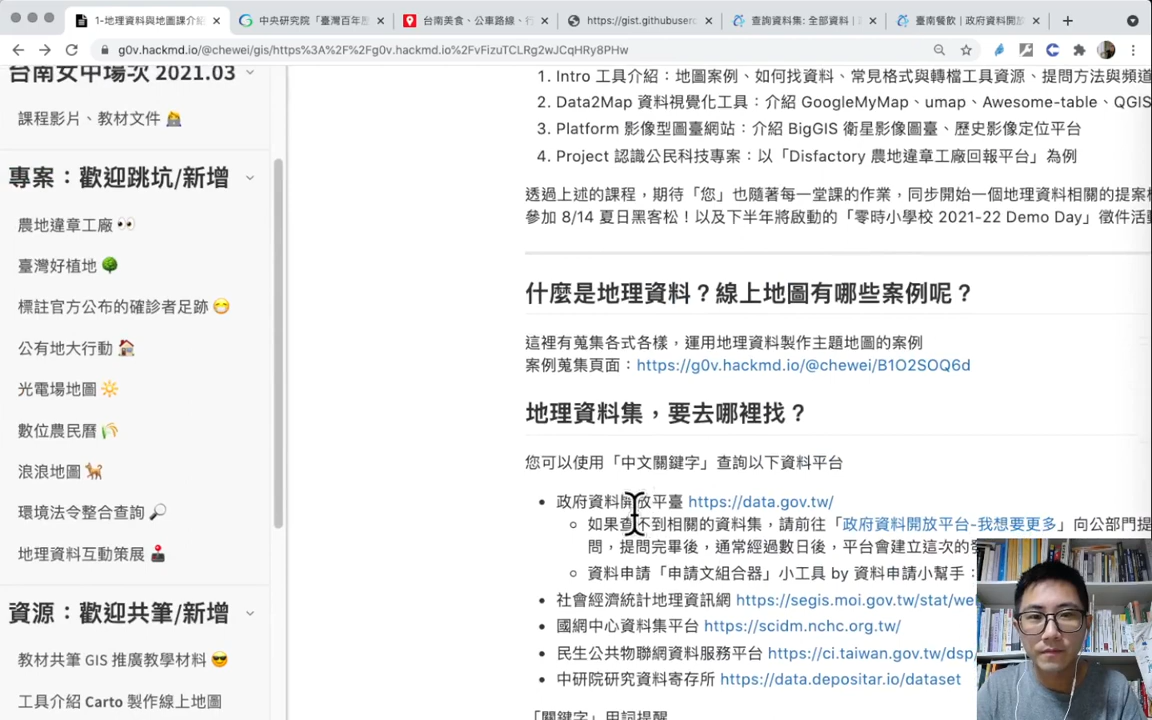 1-地理資料與地圖課介紹
中央研究院「臺灣百年歷
台南美食、公車路線、行
https://gist.githubuserc
查詢資料集: 全部資料 |
臺南餐飲 | 政府資料開放
g0v.hackmd.io/@chewei/gis/https%3A%2F%2Fg0v.hackmd.io%2FvFizuTCLRg2wJCqHRy8PHw
台南女中場次 2021.03
課程影片、教材文件 👩‍🏫
專案：歡迎跳坑/新增
農地違章工廠 👀
臺灣好植地 🌳
標註官方公布的確診者足跡 😷
公有地大行動 🏠
光電場地圖 🔆
數位農民曆 🌾
浪浪地圖 🐕
環境法令整合查詢 🔎
地理資料互動策展 🕹
資源：歡迎共筆/新增
教材共筆 GIS 推廣教學材料 😎
工具介紹 Carto 製作線上地圖
1. Intro 工具介紹：地圖案例、如何找資料、常見格式與轉檔工具資源、提問方法與頻道
2. Data2Map 資料視覺化工具：介紹 GoogleMyMap、umap、Awesome-table、QGIS
3. Platform 影像型圖臺網站：介紹 BigGIS 衛星影像圖臺、歷史影像定位平台
4. Project 認識公民科技專案：以「Disfactory 農地違章工廠回報平台」為例
透過上述的課程，期待「您」也隨著每一堂課的作業，同步開始一個地理資料相關的提案
參加 8/14 夏日黑客松！以及下半年將啟動的「零時小學校 2021-22 Demo Day」徵件活動
什麼是地理資料？線上地圖有哪些案例呢？
這裡有蒐集各式各樣，運用地理資料製作主題地圖的案例
案例蒐集頁面：https://g0v.hackmd.io/@chewei/B1O2SOQ6d
地理資料集，要去哪裡找？
您可以使用「中文關鍵字」查詢以下資料平台
政府資料開放平臺 https://data.gov.tw/
如果查不到相關的資料集，請前往「政府資料開放平台-我想要更多」向公部門提
問，提問完畢後，通常經過數日後，平台會建立這次的
資料申請「申請文組合器」小工具 by 資料申請小幫手：
社會經濟統計地理資訊網 https://segis.moi.gov.tw/stat/we
國網中心資料集平台 https://scidm.nchc.org.tw/
民生公共物聯網資料服務平台 https://ci.taiwan.gov.tw/dsp
中研院研究資料寄存所 https://data.depositar.io/dataset
「關鍵字」用詞提醒